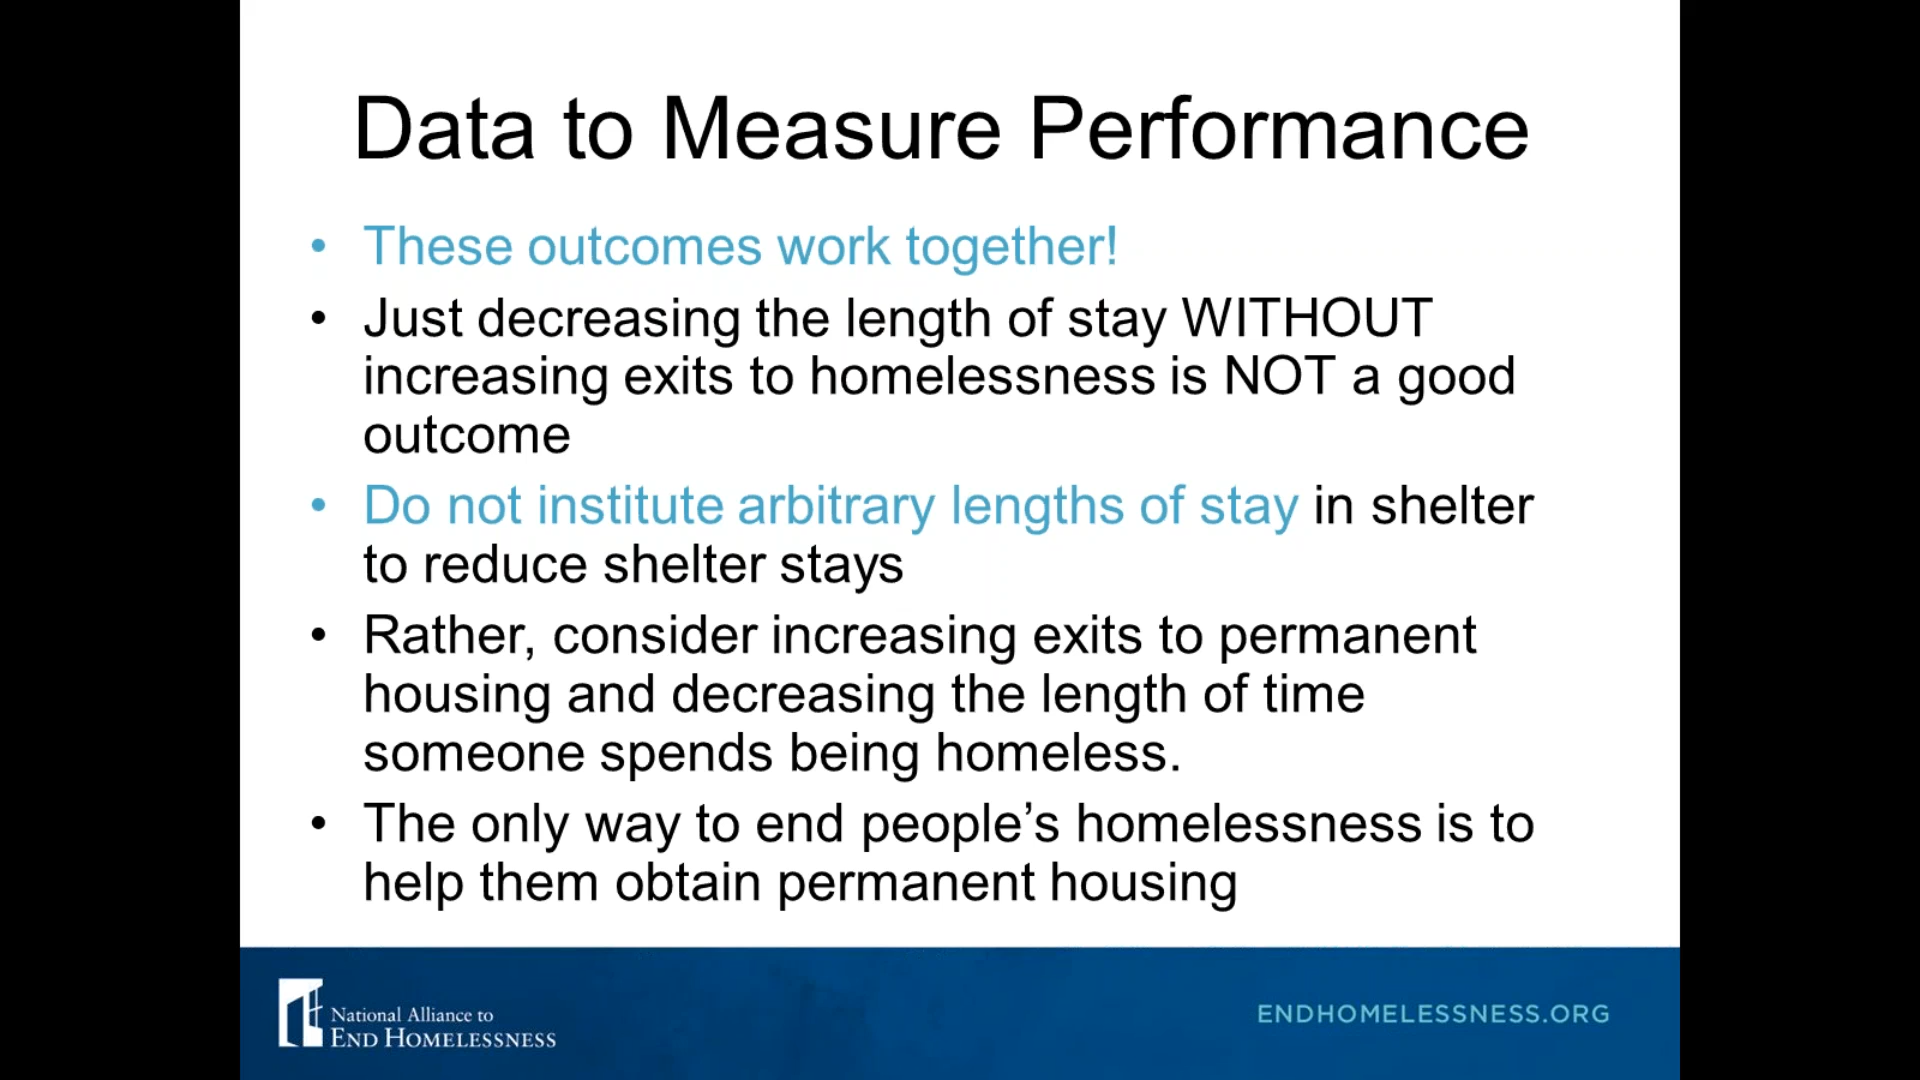 Data to Measure Performance
• These outcomes work together!
• Just decreasing the length of stay WITHOUT
increasing exits to homelessness is NOT a good
outcome
• Do not institute arbitrary lengths of stay in shelter
to reduce shelter stays
• Rather, consider increasing exits to permanent
housing and decreasing the length of time
someone spends being homeless.
• The only way to end people’s homelessness is to
help them obtain permanent housing
National Alliance to
END HOMELESSNESS
ENDHOMELESSNESS.ORG